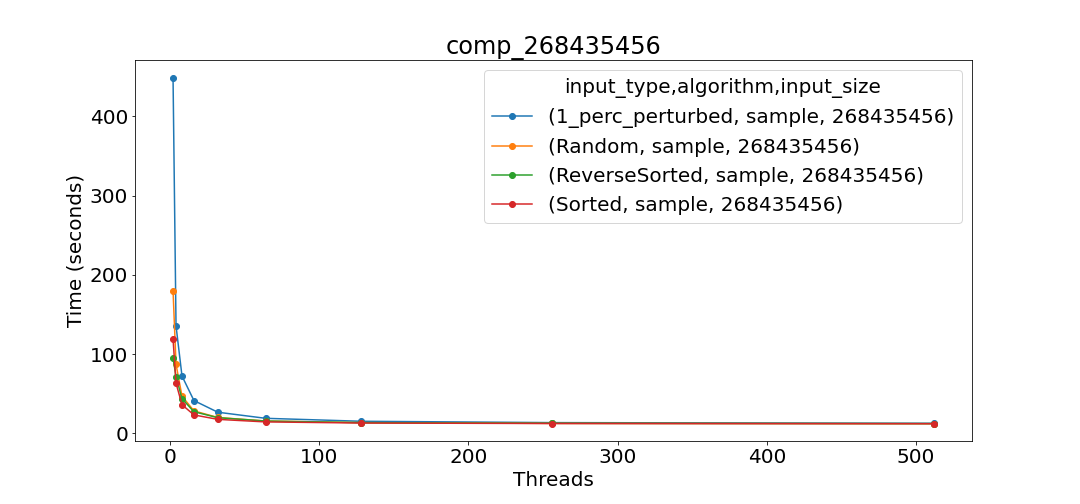 comp_268435456
input_type,algorithm,input_size
(1_perc_perturbed, sample, 268435456)
(Random, sample, 268435456)
(ReverseSorted, sample, 268435456)
(Sorted, sample, 268435456)
Time (seconds)
400
300
200
100
0
0 100 200 300 400 500
Threads